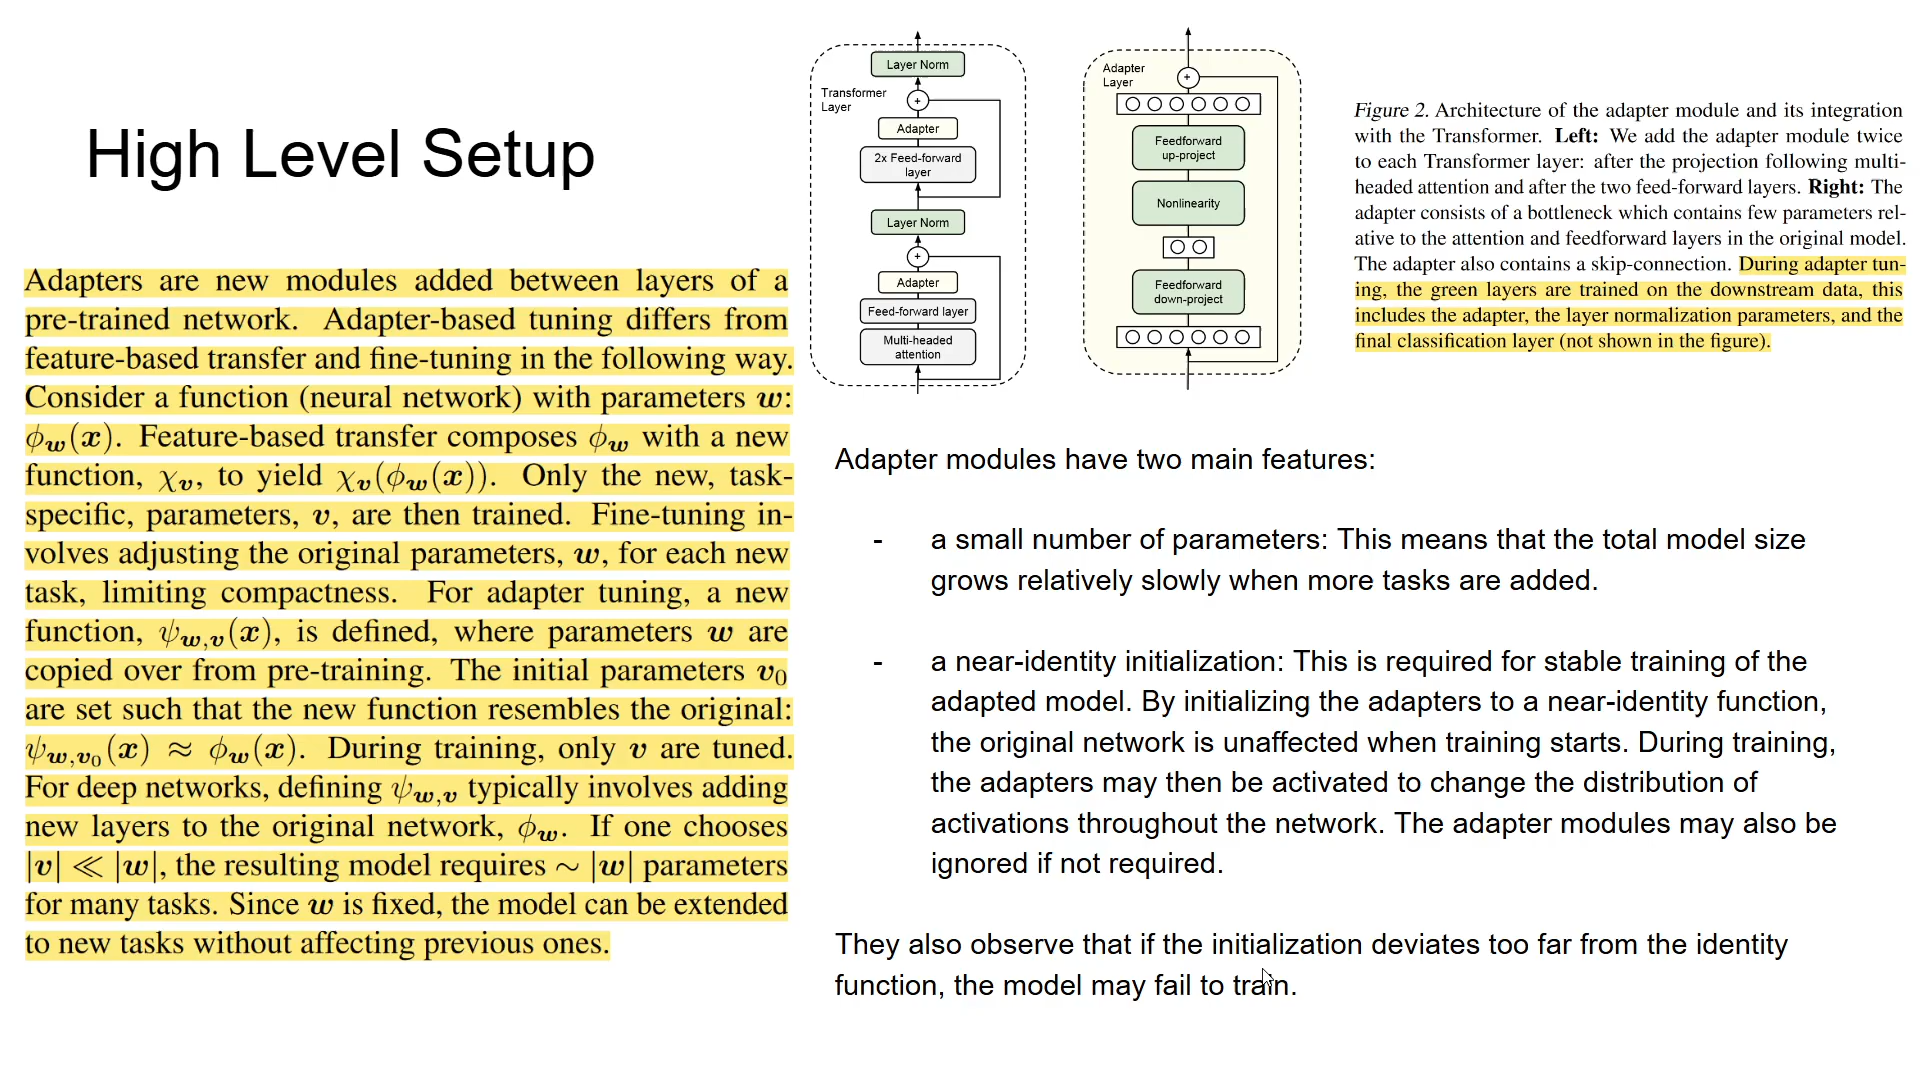 High Level Setup
Adapters are new modules added between layers of a
pre-trained network. Adapter-based tuning differs from
feature-based transfer and fine-tuning in the following way.
Consider a function (neural network) with parameters w:
ϕ_w(x). Feature-based transfer composes ϕ_w with a new
function, χ_v, to yield χ_v(ϕ_w(x)). Only the new, task-
specific, parameters, v, are then trained. Fine-tuning in-
volves adjusting the original parameters, w, for each new
task, limiting compactness. For adapter tuning, a new
function, ψ_w,v(x), is defined, where parameters w are
copied over from pre-training. The initial parameters v₀
are set such that the new function resembles the original:
ψ_w,v₀(x) ≈ ϕ_w(x). During training, only v are tuned.
For deep networks, defining ψ_w,v typically involves adding
new layers to the original network, ϕ_w. If one chooses
|v| ≪ |w|, the resulting model requires ∼ |w| parameters
for many tasks. Since w is fixed, the model can be extended
to new tasks without affecting previous ones.
Layer Norm
Transformer
Layer
+
Adapter
2x Feed-forward
layer
Layer Norm
+
Adapter
Feed-forward layer
Multi-headed
attention
Adapter
Layer
+
Feedforward
up-project
Nonlinearity
Feedforward
down-project
Figure 2. Architecture of the adapter module and its integration
with the Transformer. Left: We add the adapter module twice
to each Transformer layer: after the projection following multi-
headed attention and after the two feed-forward layers. Right: The
adapter consists of a bottleneck which contains few parameters rel-
ative to the attention and feedforward layers in the original model.
The adapter also contains a skip-connection. During adapter tun-
ing, the green layers are trained on the downstream data, this
includes the adapter, the layer normalization parameters, and the
final classification layer (not shown in the figure).
Adapter modules have two main features:
- a small number of parameters: This means that the total model size
grows relatively slowly when more tasks are added.
- a near-identity initialization: This is required for stable training of the
adapted model. By initializing the adapters to a near-identity function,
the original network is unaffected when training starts. During training,
the adapters may then be activated to change the distribution of
activations throughout the network. The adapter modules may also be
ignored if not required.
They also observe that if the initialization deviates too far from the identity
function, the model may fail to train.